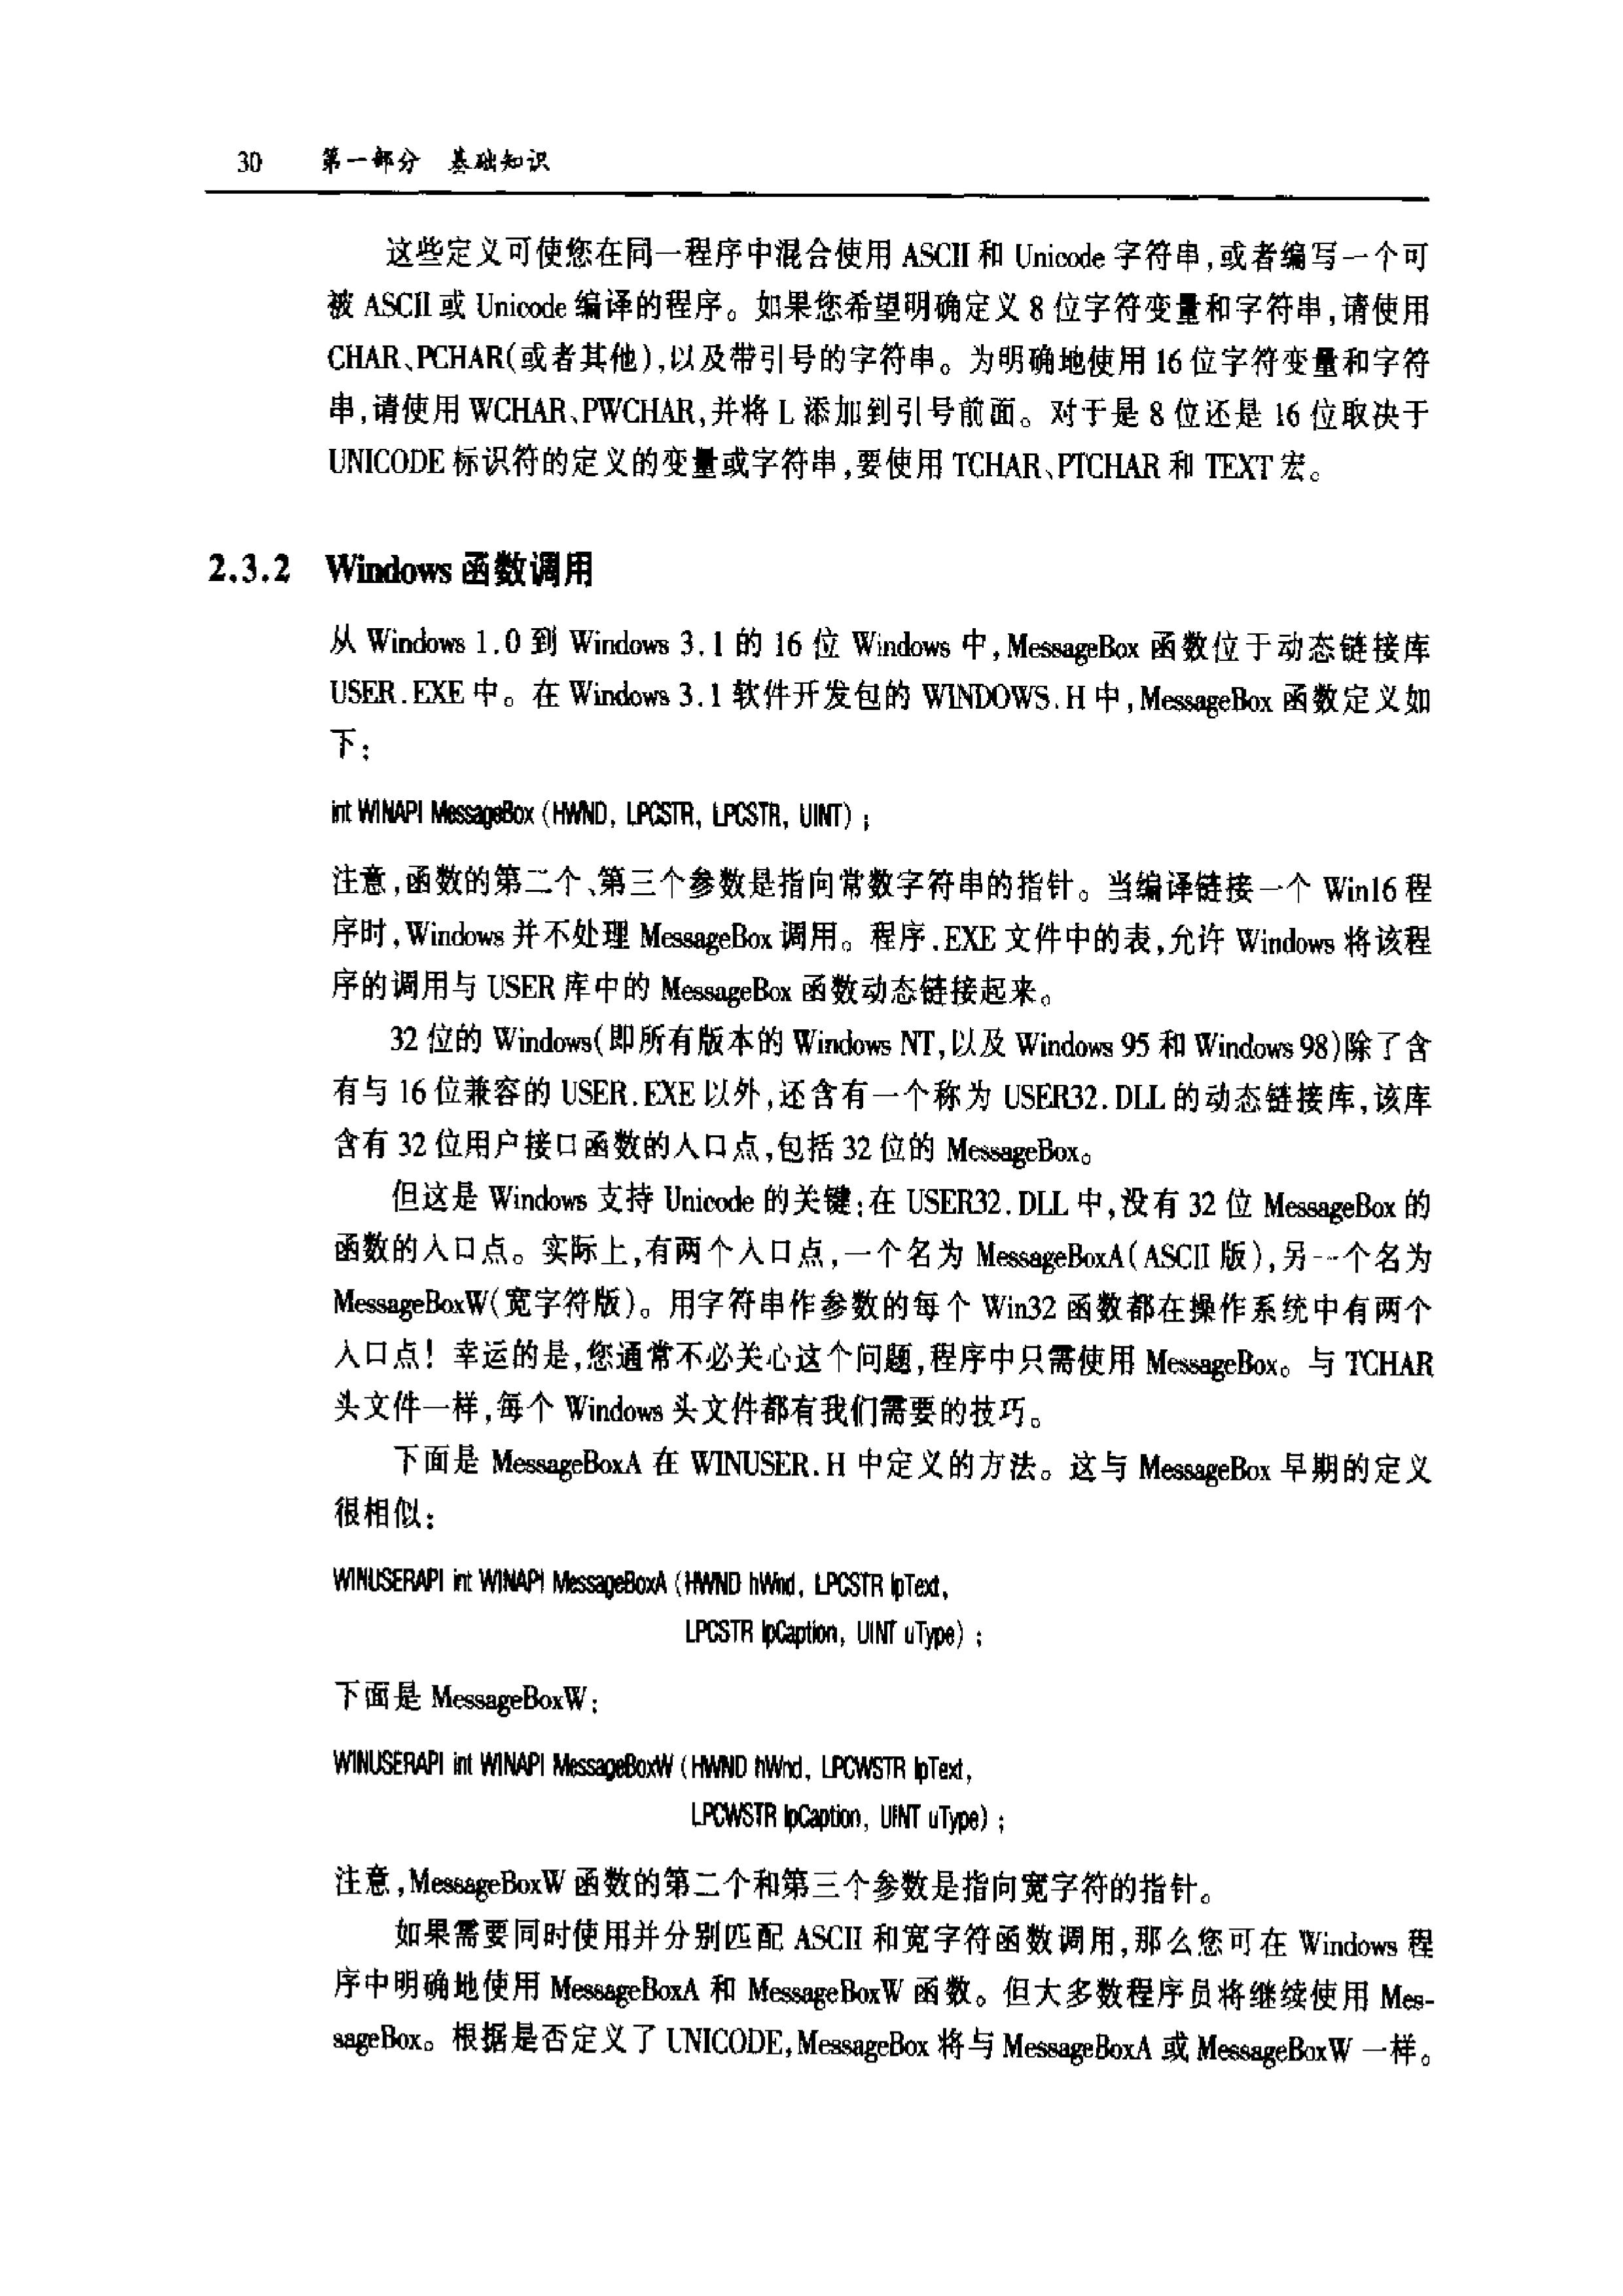 30 第一部分 基础知识
这些定义可使您在同一程序中混合使用 ASCII 和 Unicode 字符串,或者编写一个可
被 ASCII 或 Unicode 编译的程序。如果您希望明确定义 8 位字符变量和字符串,请使用
CHAR、PCHAR(或者其他),以及带引号的字符串。为明确地使用 16 位字符变量和字符
串,请使用 WCHAR、PWCHAR,并将 L 添加到引号前面。对于是 8 位还是 16 位取决于
UNICODE 标识符的定义的变量或字符串,要使用 TCHAR、PTCHAR 和 TEXT 宏。
2.3.2 Windows 函数调用
从 Windows 1.0 到 Windows 3.1 的 16 位 Windows 中,MessageBox 函数位于动态链接库
USER.EXE 中。在 Windows 3.1 软件开发包的 WINDOWS.H 中,MessageBox 函数定义如
下:
int WINAPI MessageBox (HWND, LPCSTR, LPCSTR, UINT) ;
注意,函数的第二个、第三个参数是指向常数字符串的指针。当编译链接一个 Win16 程
序时,Windows 并不处理 MessageBox 调用。程序.EXE 文件中的表,允许 Windows 将该程
序的调用与 USER 库中的 MessageBox 函数动态链接起来。
32 位的 Windows(即所有版本的 Windows NT,以及 Windows 95 和 Windows 98)除了含
有与 16 位兼容的 USER.EXE 以外,还含有一个称为 USER32.DLL 的动态链接库,该库
含有 32 位用户接口函数的入口点,包括 32 位的 MessageBox。
但这是 Windows 支持 Unicode 的关键:在 USER32.DLL 中,没有 32 位 MessageBox 的
函数的入口点。实际上,有两个入口点,一个名为 MessageBoxA(ASCII 版),另一个名为
MessageBoxW(宽字符版)。用字符串作参数的每个 Win32 函数都在操作系统中有两个
入口点! 幸运的是,您通常不必关心这个问题,程序中只需使用 MessageBox。与 TCHAR
头文件一样,每个 Windows 头文件都有我们需要的技巧。
下面是 MessageBoxA 在 WINUSER.H 中定义的方法。这与 MessageBox 早期的定义
很相似:
WINUSERAPI int WINAPI MessageBoxA (HWND hWnd, LPCSTR lpText,
LPCSTR lpCaption, UINT uType) ;
下面是 MessageBoxW:
WINUSERAPI int WINAPI MessageBoxW (HWND hWnd, LPCWSTR lpText,
LPCWSTR lpCaption, UINT uType) ;
注意,MessageBoxW 函数的第二个和第三个参数是指向宽字符的指针。
如果需要同时使用并分别匹配 ASCII 和宽字符函数调用,那么您可在 Windows 程
序中明确地使用 MessageBoxA 和 MessageBoxW 函数。但大多数程序员将继续使用 Mes-
sageBox。根据是否定义了 UNICODE,MessageBox 将与 MessageBoxA 或 MessageBoxW 一样。